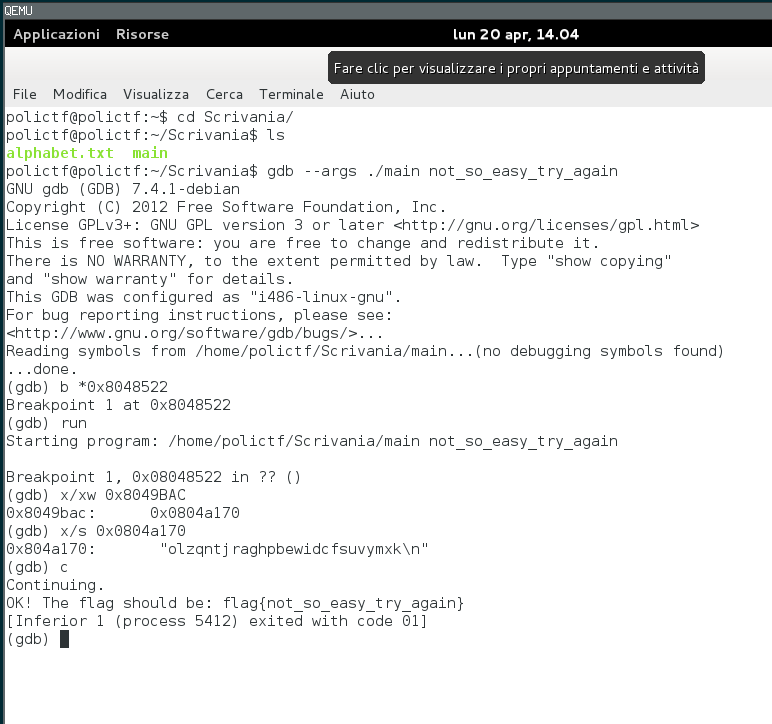 QEMU
Applicazioni Risorse lun 20 apr, 14.04
Fare clic per visualizzare i propri appuntamenti e attività
File Modifica Visualizza Cerca Terminale Aiuto
polictf@polictf:~$ cd Scrivania/
polictf@polictf:~/Scrivania$ ls
alphabet.txt main
polictf@polictf:~/Scrivania$ gdb --args ./main not_so_easy_try_again
GNU gdb (GDB) 7.4.1-debian
Copyright (C) 2012 Free Software Foundation, Inc.
License GPLv3+: GNU GPL version 3 or later <http://gnu.org/licenses/gpl.html>
This is free software: you are free to change and redistribute it.
There is NO WARRANTY, to the extent permitted by law. Type "show copying"
and "show warranty" for details.
This GDB was configured as "i486-linux-gnu".
For bug reporting instructions, please see:
<http://www.gnu.org/software/gdb/bugs/>...
Reading symbols from /home/polictf/Scrivania/main...(no debugging symbols found)
...done.
(gdb) b *0x8048522
Breakpoint 1 at 0x8048522
(gdb) run
Starting program: /home/polictf/Scrivania/main not_so_easy_try_again
Breakpoint 1, 0x08048522 in ?? ()
(gdb) x/xw 0x8049BAC
0x8049bac: 0x0804a170
(gdb) x/s 0x0804a170
0x804a170: "olzqntjraghpbewidcfsuvymxk\n"
(gdb) c
Continuing.
OK! The flag should be: flag{not_so_easy_try_again}
[Inferior 1 (process 5412) exited with code 01]
(gdb)